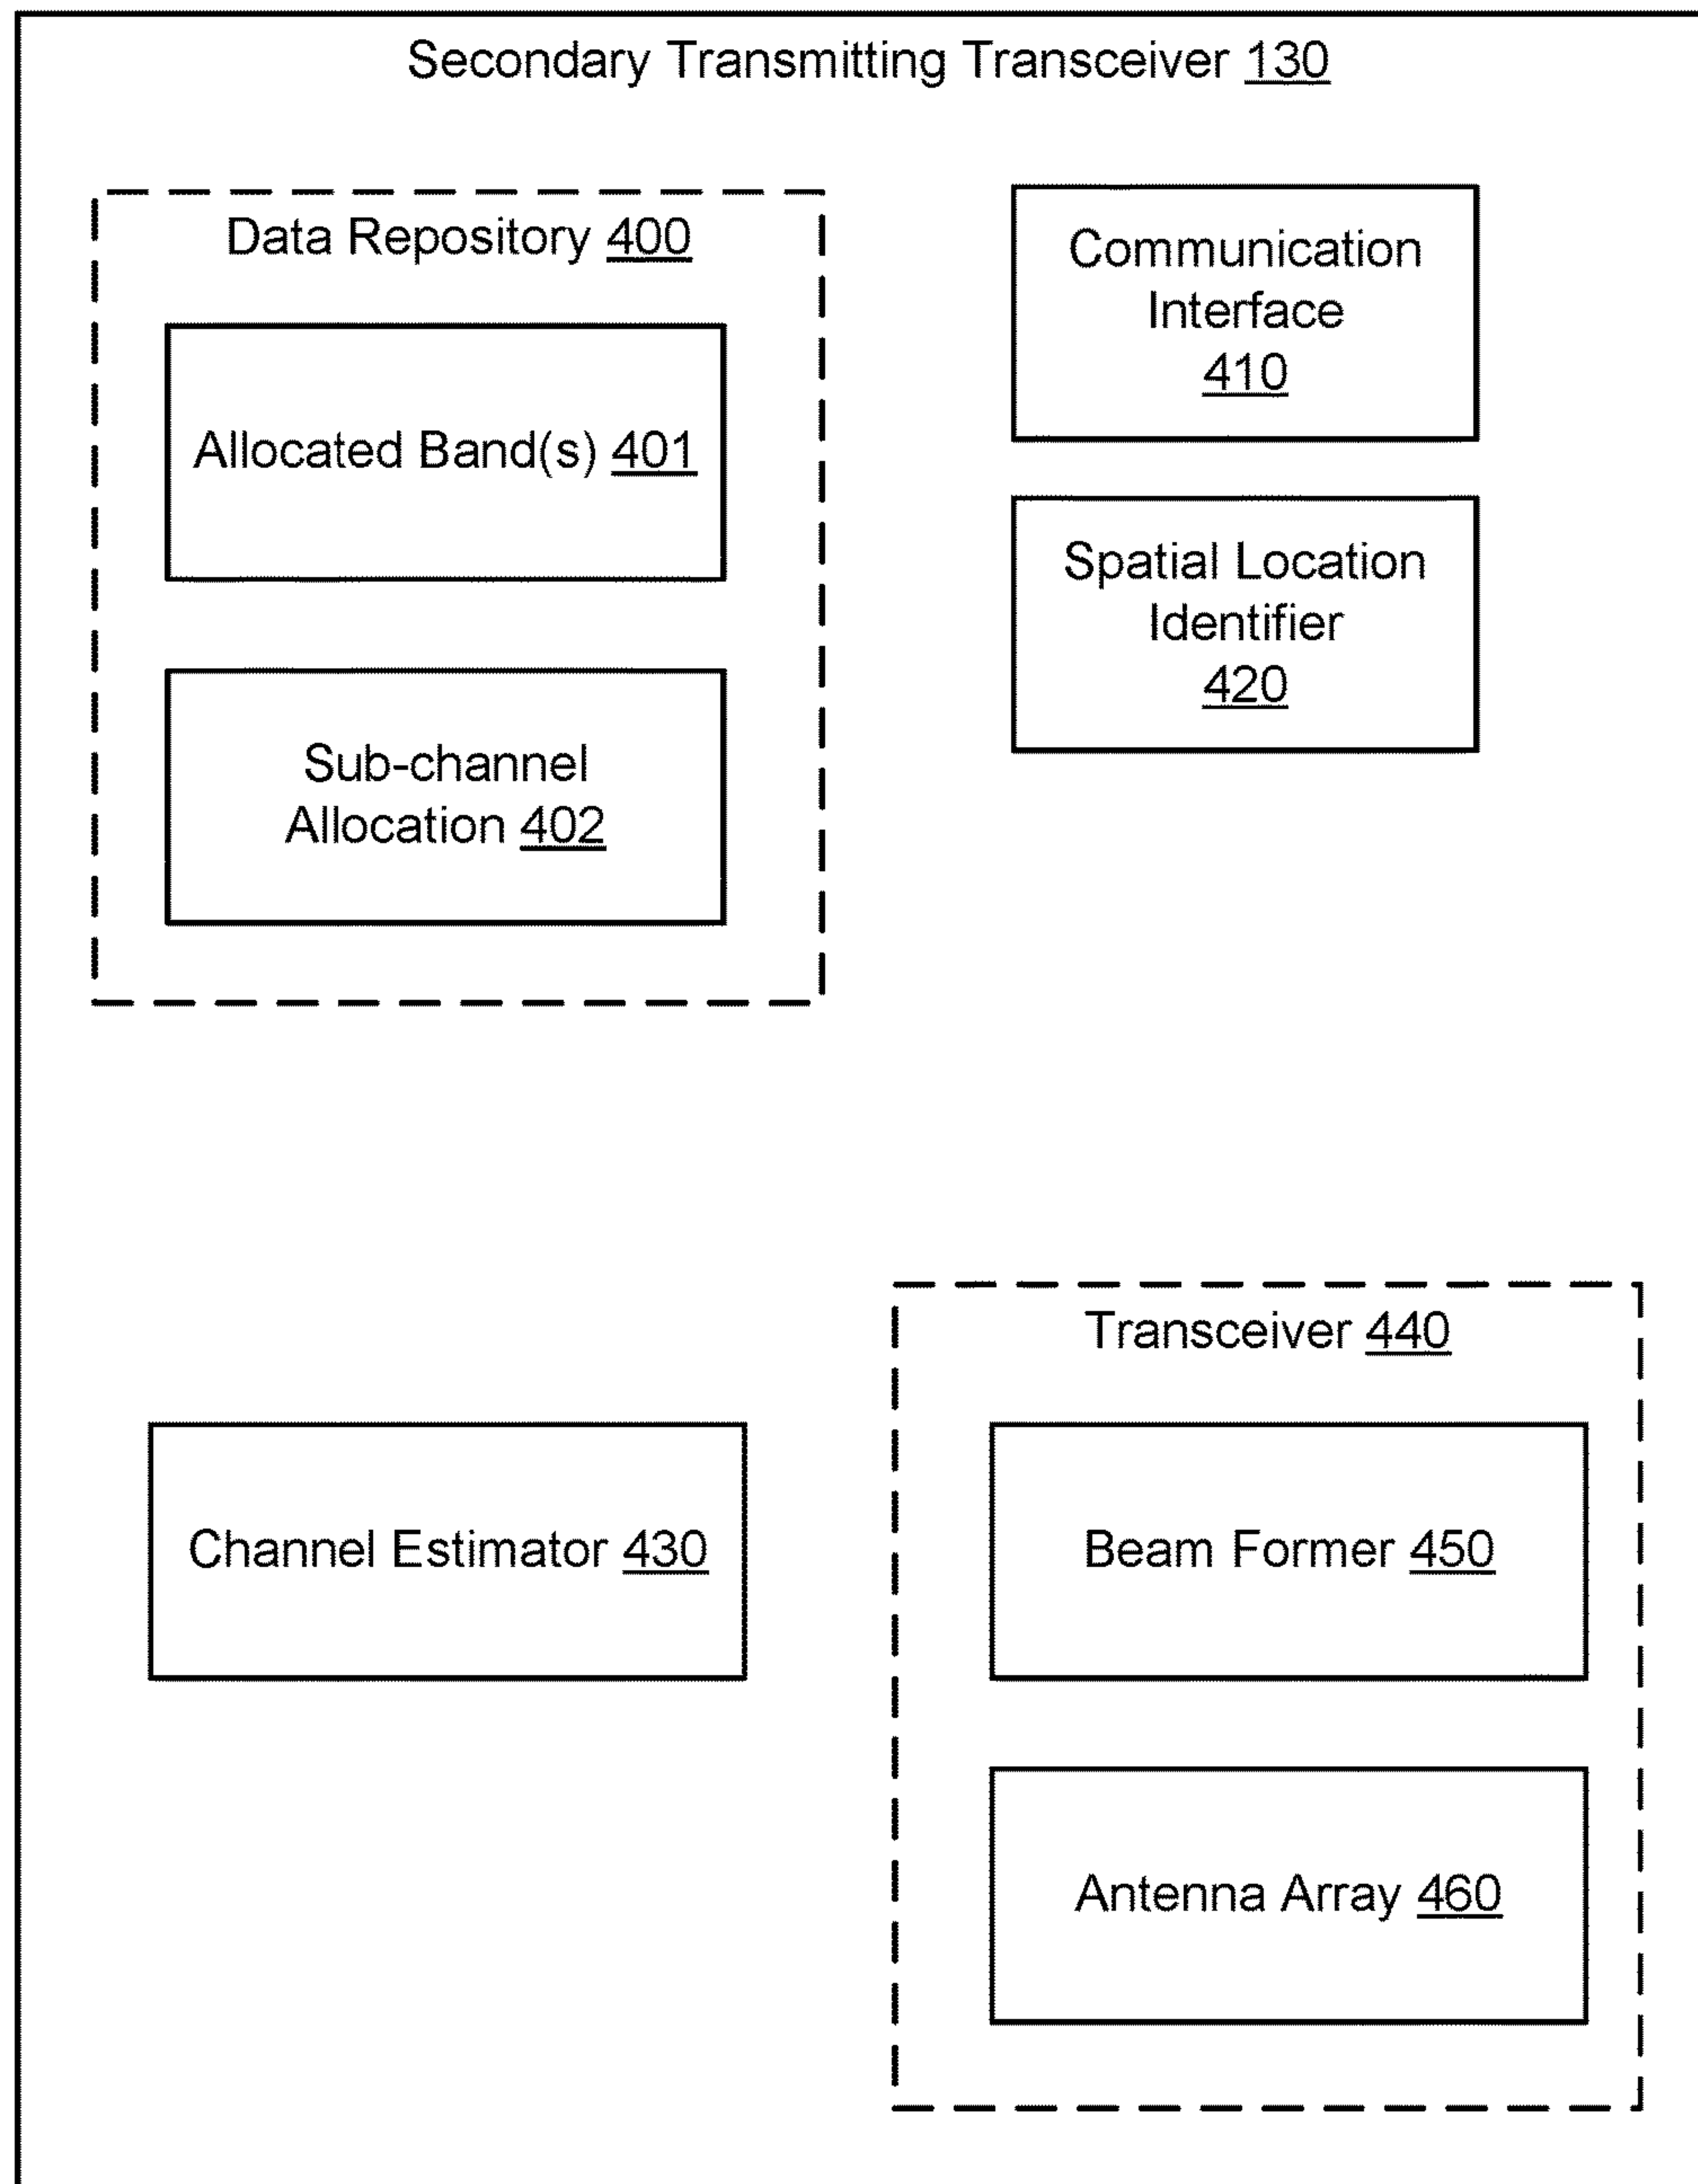 Secondary Transmitting Transceiver 130
Data Repository 400
Allocated Band(s) 401
Sub-channel
Allocation 402
Communication
Interface
410
Spatial Location
Identifier
420
Channel Estimator 430
Transceiver 440
Beam Former 450
Antenna Array 460